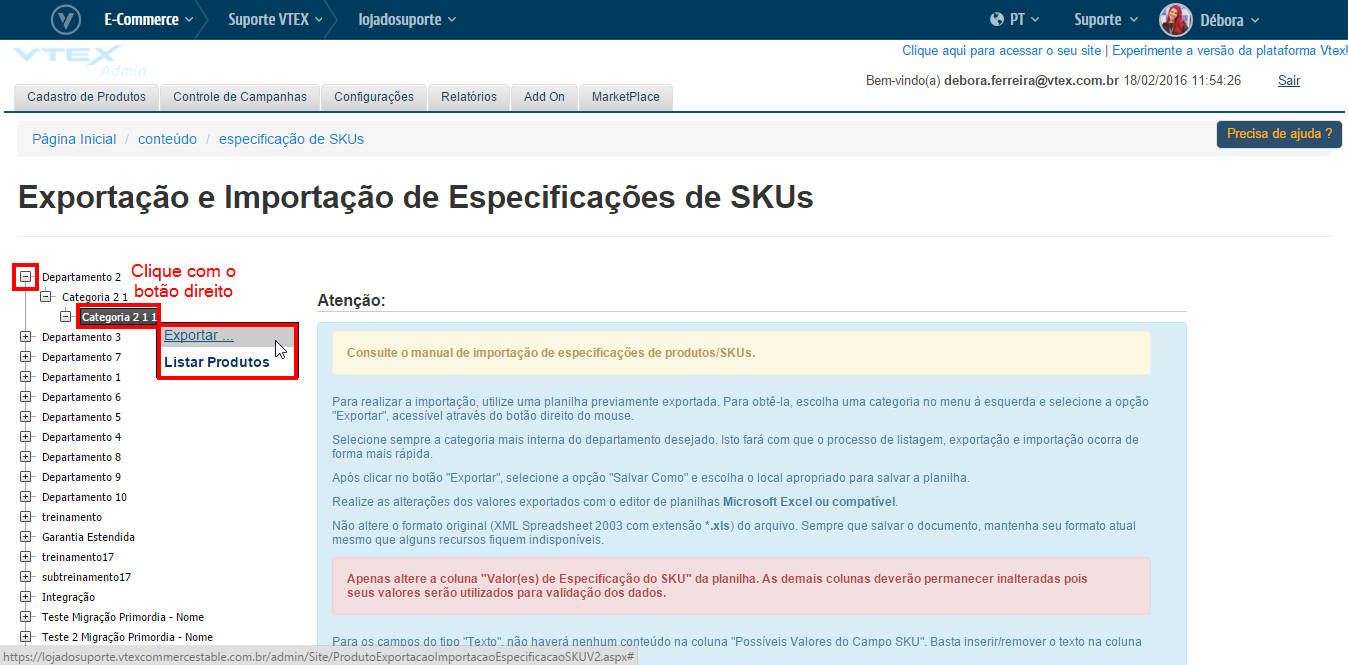 E-Commerce
Suporte VTEX
lojadosuporte
PT
Suporte
Débora
VTEX
Admin
Clique aqui para acessar o seu site | Experimente a versão da plataforma Vtex!
Bem-vindo(a) debora.ferreira@vtex.com.br 18/02/2016 11:54:26 Sair
Cadastro de Produtos
Controle de Campanhas
Configurações
Relatórios
Add On
MarketPlace
Página Inicial / conteúdo / especificação de SKUs
Precisa de ajuda ?
Exportação e Importação de Especificações de SKUs
Departamento 2
Clique com o
botão direito
Categoria 2 1
Categoria 2 1 1
Exportar ...
Listar Produtos
Departamento 3
Departamento 7
Departamento 1
Departamento 6
Departamento 5
Departamento 4
Departamento 8
Departamento 9
Departamento 10
treinamento
Garantia Estendida
treinamento17
subtreinamento17
Integração
Teste Migração Primordia - Nome
Teste 2 Migração Primordia - Nome
Atenção:
Consulte o manual de importação de especificações de produtos/SKUs.
Para realizar a importação, utilize uma planilha previamente exportada. Para obtê-la, escolha uma categoria no menu à esquerda e selecione a opção
"Exportar", acessível através do botão direito do mouse.
Selecione sempre a categoria mais interna do departamento desejado. Isto fará com que o processo de listagem, exportação e importação ocorra de
forma mais rápida.
Após clicar no botão "Exportar", selecione a opção "Salvar Como" e escolha o local apropriado para salvar a planilha.
Realize as alterações dos valores exportados com o editor de planilhas Microsoft Excel ou compatível.
Não altere o formato original (XML Spreadsheet 2003 com extensão *.xls) do arquivo. Sempre que salvar o documento, mantenha seu formato atual
mesmo que alguns recursos fiquem indisponíveis.
Apenas altere a coluna "Valor(es) de Especificação do SKU" da planilha. As demais colunas deverão permanecer inalteradas pois
seus valores serão utilizados para validação dos dados.
Para os campos do tipo "Texto", não haverá nenhum conteúdo na coluna "Possíveis Valores do Campo SKU". Basta inserir/remover o texto na coluna
https://lojadosuporte.vtexcommercestable.com.br/admin/Site/ProdutoExportacaoImportacaoEspecificacaoSKUV2.aspx#